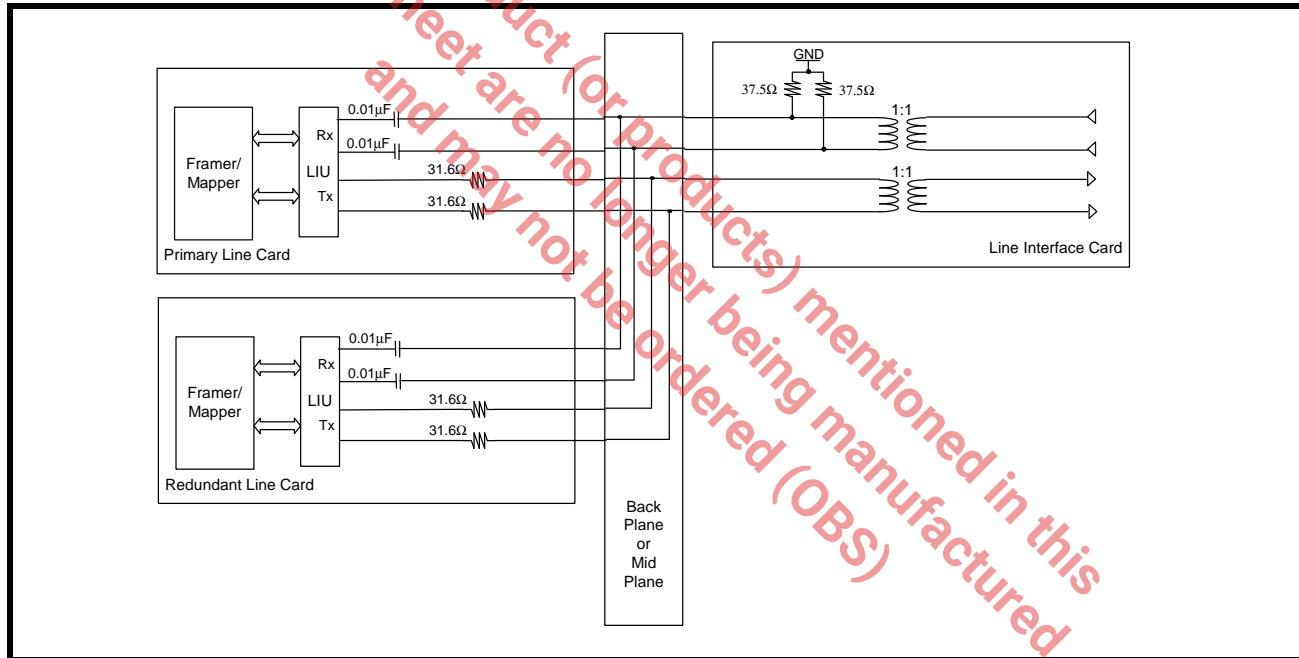 GND
37.5Ω
37.5Ω
1:1
1:1
Line Interface Card
0.01µF
Rx
0.01µF
Framer/
Mapper
LIU
31.6Ω
Tx
31.6Ω
Primary Line Card
0.01µF
Rx
0.01µF
Framer/
Mapper
LIU
31.6Ω
Tx
31.6Ω
Redundant Line Card
Back
Plane
or
Mid
Plane
duct (or products) mentioned in this
are no longer being manufactured
and may not be ordered (OBS)